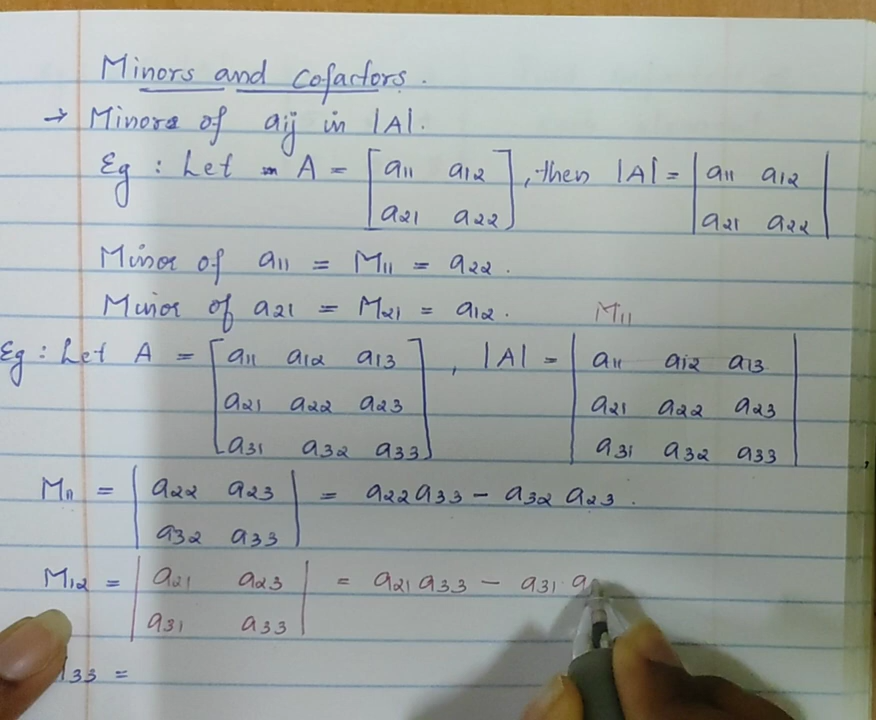 Minors and cofactors.
→ Minors of aij in |A|.
Eg : Let A = [a11 a12], then |A| = |a11 a12|
[a21 a22] |a21 a22|
Minor of a11 = M11 = a22.
Minor of a21 = M21 = a12. M11
Eg : Let A = [a11 a12 a13], |A| = |a11 a12 a13|
[a21 a22 a23] |a21 a22 a23|
[a31 a32 a33] |a31 a32 a33|
M11 = |a22 a23| = a22 a33 − a32 a23.
|a32 a33|
M12 = |a21 a23| = a21 a33 − a31 · a
|a31 a33|
33 =